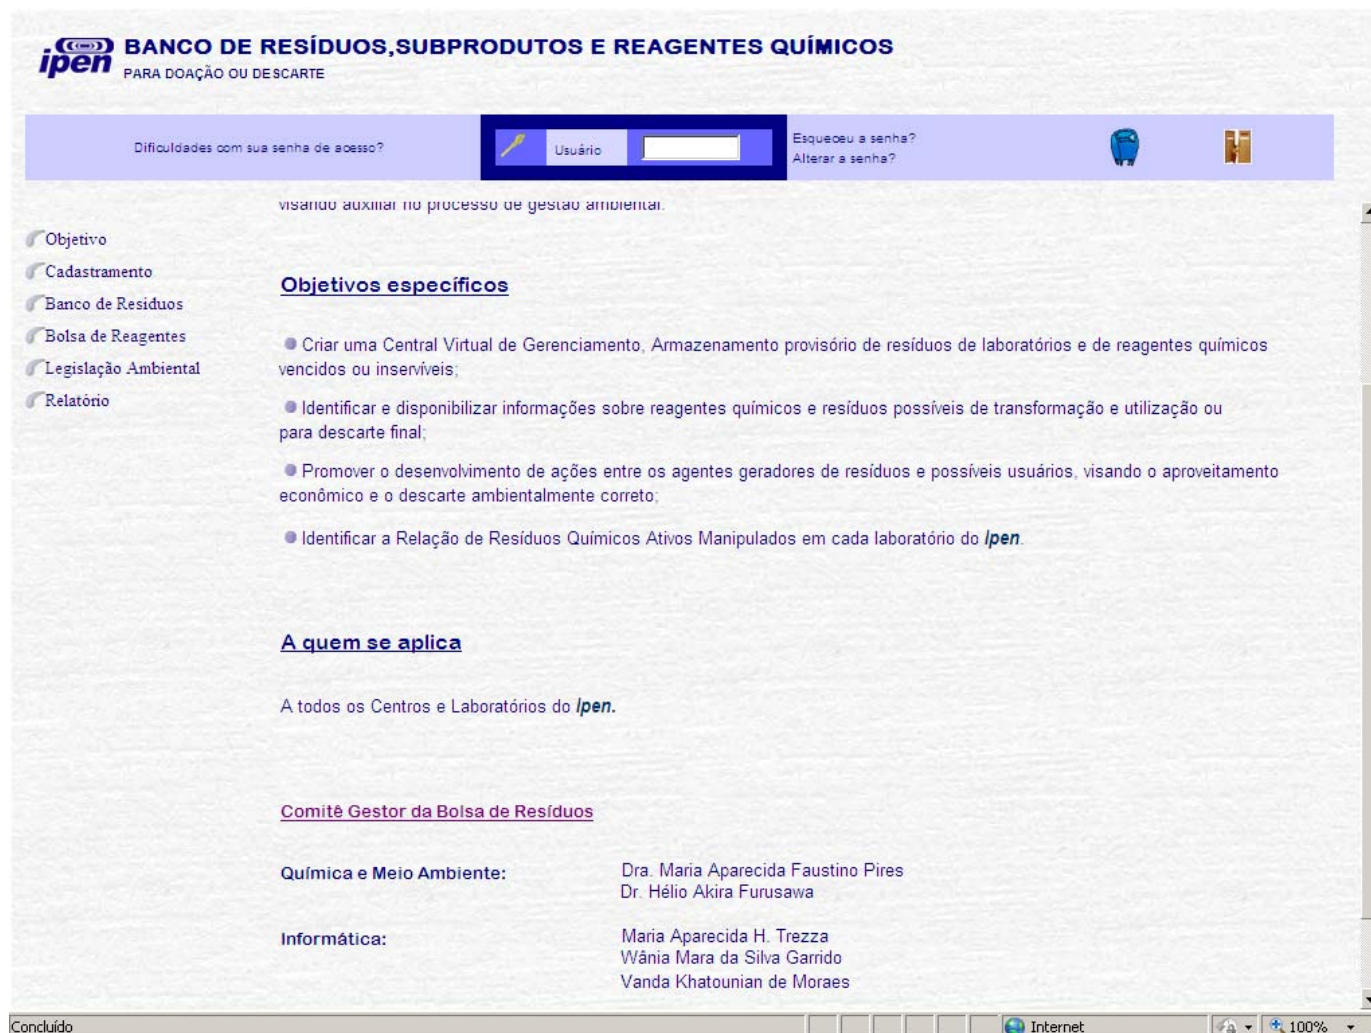 ipen
BANCO DE RESÍDUOS,SUBPRODUTOS E REAGENTES QUÍMICOS
PARA DOAÇÃO OU DESCARTE
Dificuldades com sua senha de acesso?
Usuário
Esqueceu a senha?
Alterar a senha?
visando auxiliar no processo de gestão ambiental.
Objetivo
Cadastramento
Banco de Resíduos
Bolsa de Reagentes
Legislação Ambiental
Relatório
Objetivos específicos
Criar uma Central Virtual de Gerenciamento, Armazenamento provisório de resíduos de laboratórios e de reagentes químicos
vencidos ou inservíveis;
Identificar e disponibilizar informações sobre reagentes químicos e resíduos possíveis de transformação e utilização ou
para descarte final;
Promover o desenvolvimento de ações entre os agentes geradores de resíduos e possíveis usuários, visando o aproveitamento
econômico e o descarte ambientalmente correto;
Identificar a Relação de Resíduos Químicos Ativos Manipulados em cada laboratório do Ipen.
A quem se aplica
A todos os Centros e Laboratórios do Ipen.
Comitê Gestor da Bolsa de Resíduos
Química e Meio Ambiente:
Dra. Maria Aparecida Faustino Pires
Dr. Hélio Akira Furusawa
Informática:
Maria Aparecida H. Trezza
Wânia Mara da Silva Garrido
Vanda Khatounian de Moraes
Concluído
Internet
100%